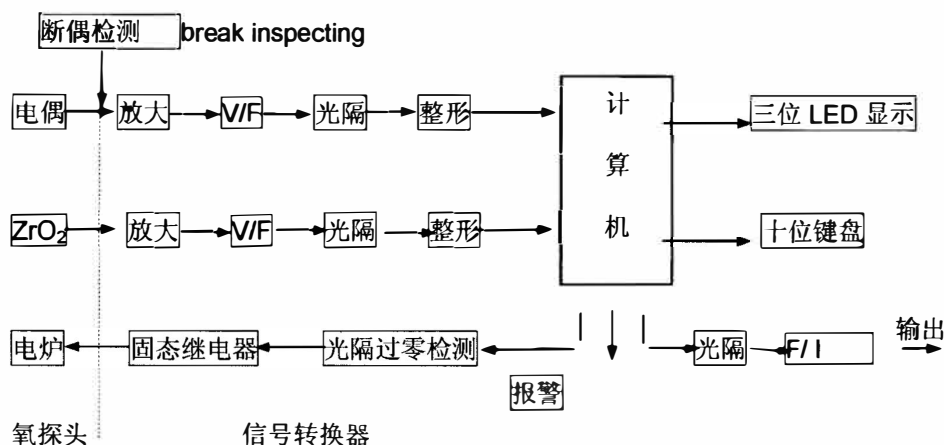 断偶检测 break inspecting
电偶 放大 V/F 光隔 整形 计算机 三位 LED 显示
ZrO₂ 放大 V/F 光隔 整形 十位键盘
电炉 固态继电器 光隔过零检测 光隔 F/I 输出
报警
氧探头 信号转换器